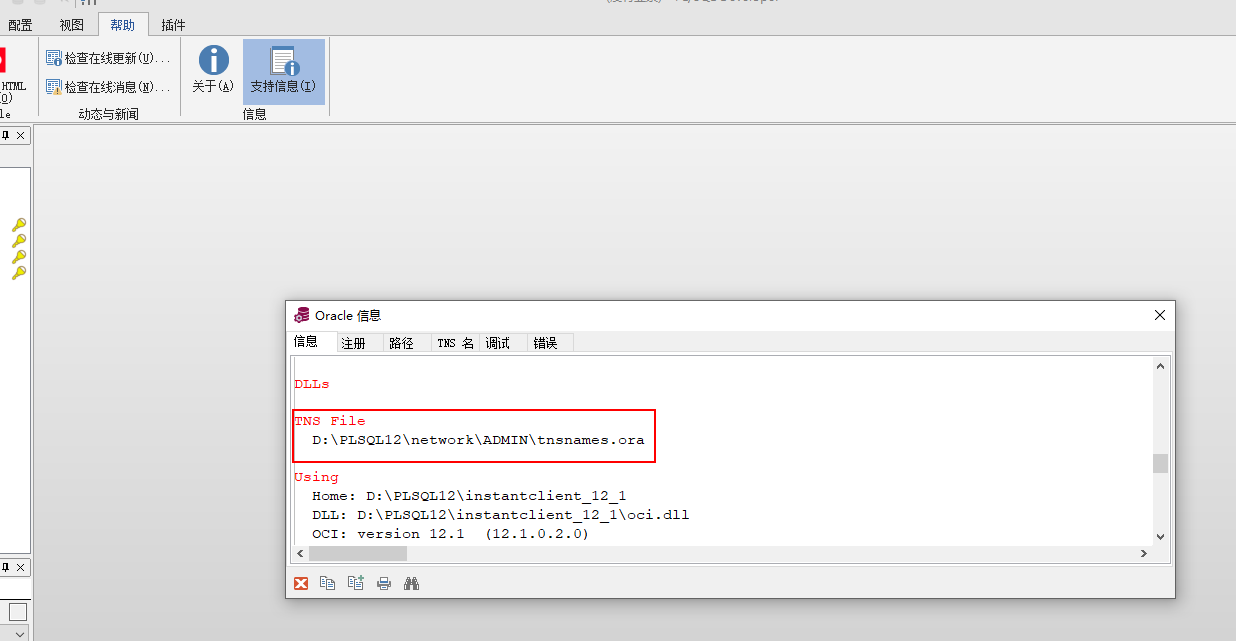 配置 视图 帮助 插件
HTML
(O)
le
检查在线更新(U)...
检查在线消息(N)...
动态与新闻
关于(A)
支持信息(I)
信息
Oracle 信息
信息 注册 路径 TNS 名 调试 错误
DLLs
TNS File
D:\PLSQL12\network\ADMIN\tnsnames.ora
Using
Home: D:\PLSQL12\instantclient_12_1
DLL: D:\PLSQL12\instantclient_12_1\oci.dll
OCI: version 12.1 (12.1.0.2.0)